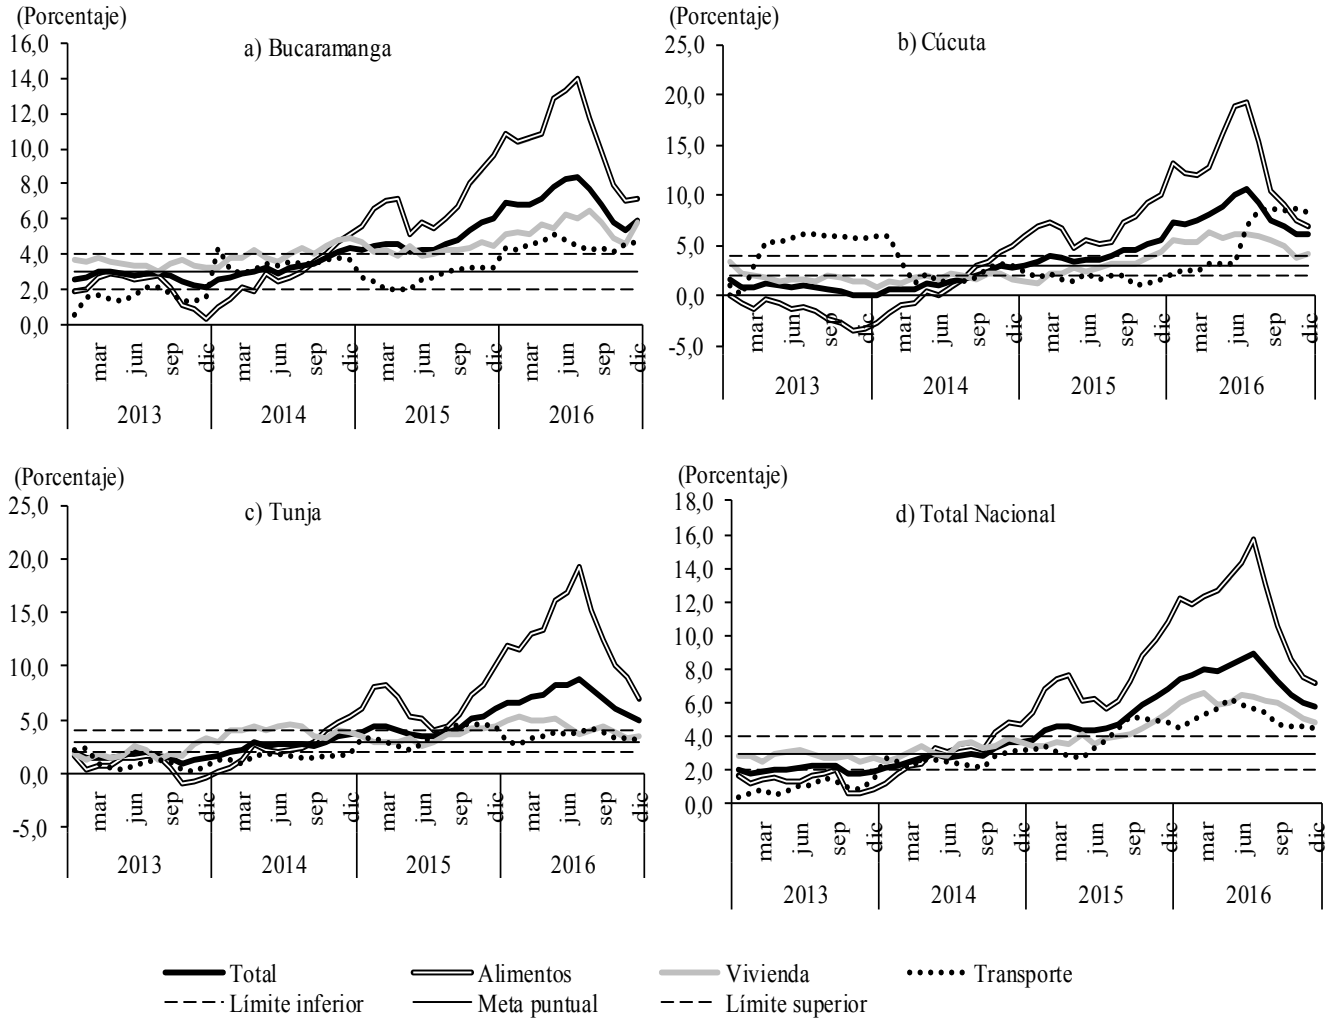 (Porcentaje)
a) Bucaramanga
16,0
14,0
12,0
10,0
8,0
6,0
4,0
2,0
0,0
mar jun sep dic mar jun sep dic mar jun sep dic mar jun sep dic
2013 2014 2015 2016
(Porcentaje)
b) Cúcuta
25,0
20,0
15,0
10,0
5,0
0,0
-5,0
mar jun sep dic mar jun sep dic mar jun sep dic mar jun sep dic
2013 2014 2015 2016
(Porcentaje)
c) Tunja
25,0
20,0
15,0
10,0
5,0
0,0
-5,0
mar jun sep dic mar jun sep dic mar jun sep dic mar jun sep dic
2013 2014 2015 2016
(Porcentaje)
d) Total Nacional
18,0
16,0
14,0
12,0
10,0
8,0
6,0
4,0
2,0
0,0
mar jun sep dic mar jun sep dic mar jun sep dic mar jun sep dic
2013 2014 2015 2016
Total Alimentos Vivienda Transporte
Límite inferior Meta puntual Límite superior